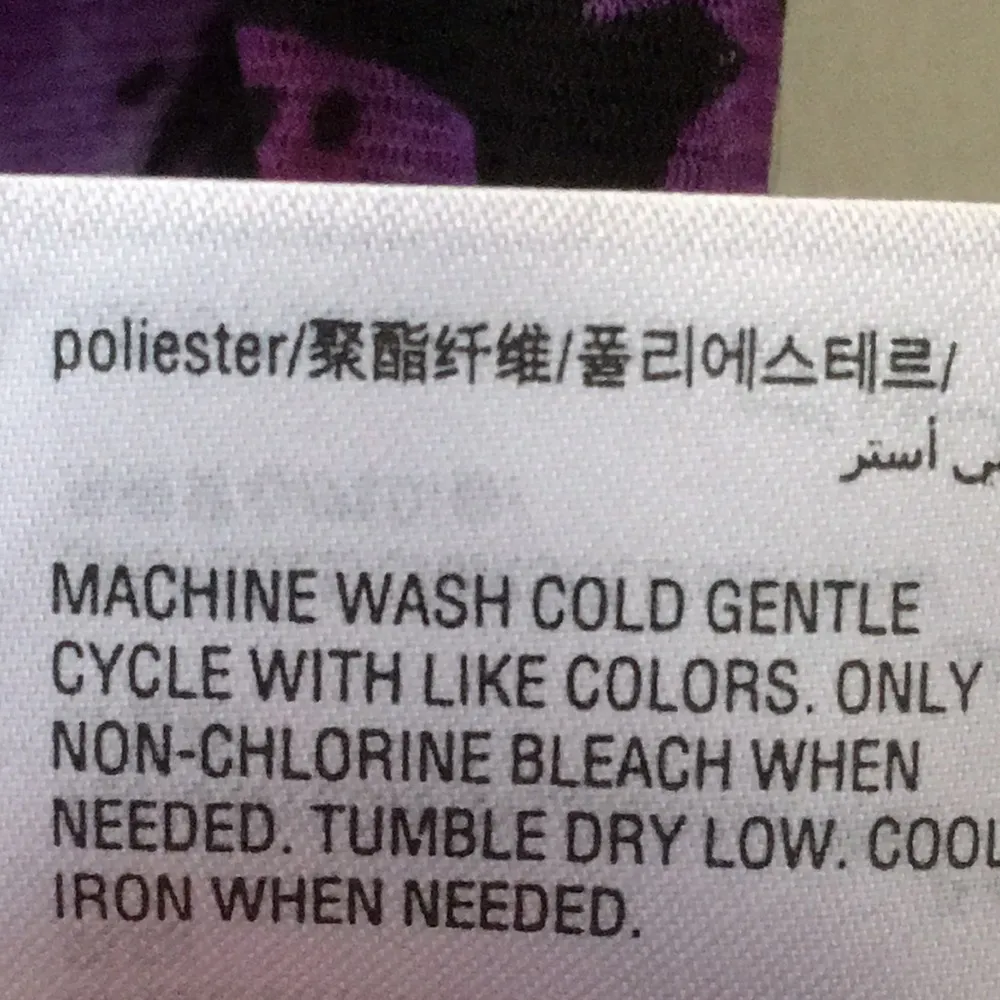 poliester/聚酯纤维/폴리에스테르/
أستر
MACHINE WASH COLD GENTLE
CYCLE WITH LIKE COLORS. ONLY
NON-CHLORINE BLEACH WHEN
NEEDED. TUMBLE DRY LOW. COOL
IRON WHEN NEEDED.